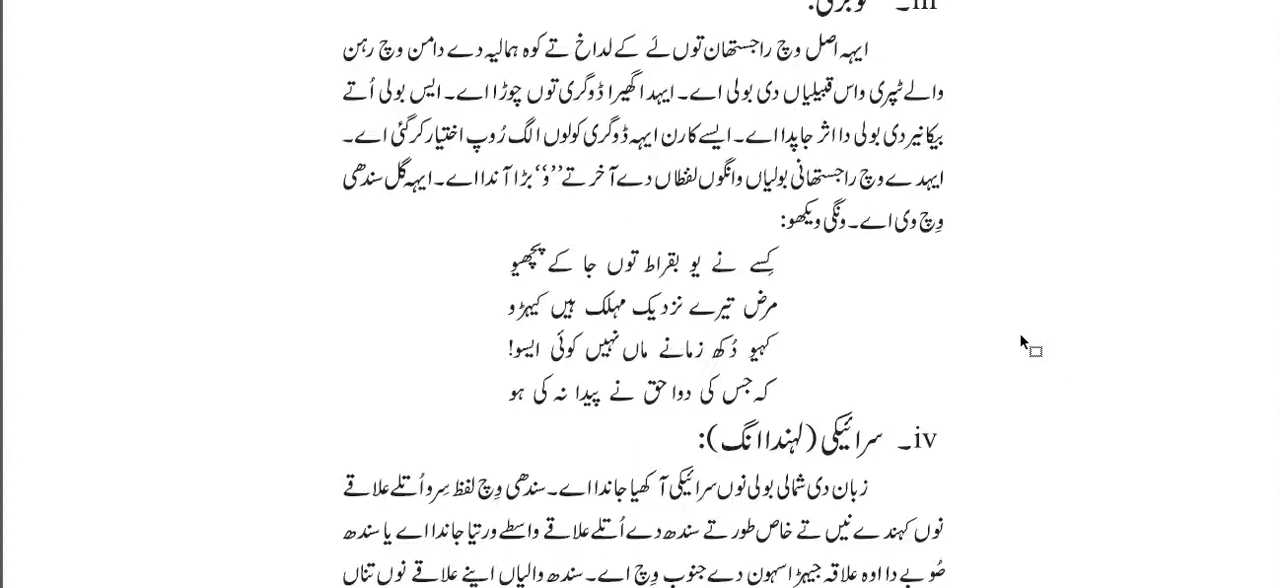 iii۔ گوجری:
ایہہ اصل وچ راجستھان توں لے کے لداخ تے کوہ ہمالیہ دے دامن وچ رہن
والے ٹپری واس قبیلیاں دی بولی اے۔ ایہدا گھیرا ڈوگری توں چوڑا اے۔ ایس بولی اُتے
بیکانیر دی بولی دا اثر جاپدا اے۔ ایسے کارن ایہہ ڈوگری کولوں الگ رُوپ اختیار کر گئی اے۔
ایہدے وچ راجستھانی بولیاں وانگوں لفظاں دے آخر تے ’’وٗ‘‘ بڑا آندا اے۔ ایہہ گل سندھی
وِچ وی اے۔ ونگی ویکھو:
کِسے نے یو بقراط توں جا کے پچھیو
مرض تیرے نزدیک مہلک ہیں کیہڑو
کہیو دُکھ زمانے ماں نہیں کوئی ایسو!
کہ جس کی دوا حق نے پیدا نہ کی ہو
iv۔ سرائیکی (لہندا انگ):
زبان دی شمالی بولی نوں سرائیکی آکھیا جاندا اے۔ سندھی وِچ لفظ سِرو اُتلے علاقے
نوں کہندے نیں تے خاص طور تے سندھ دے اُتلے علاقے واسطے ورتیا جاندا اے یا سندھ
صُوبے دا اوہ علاقہ جیہڑا سہون دے جنوب وِچ اے۔ سندھ والیاں اپنے علاقے نوں تناں